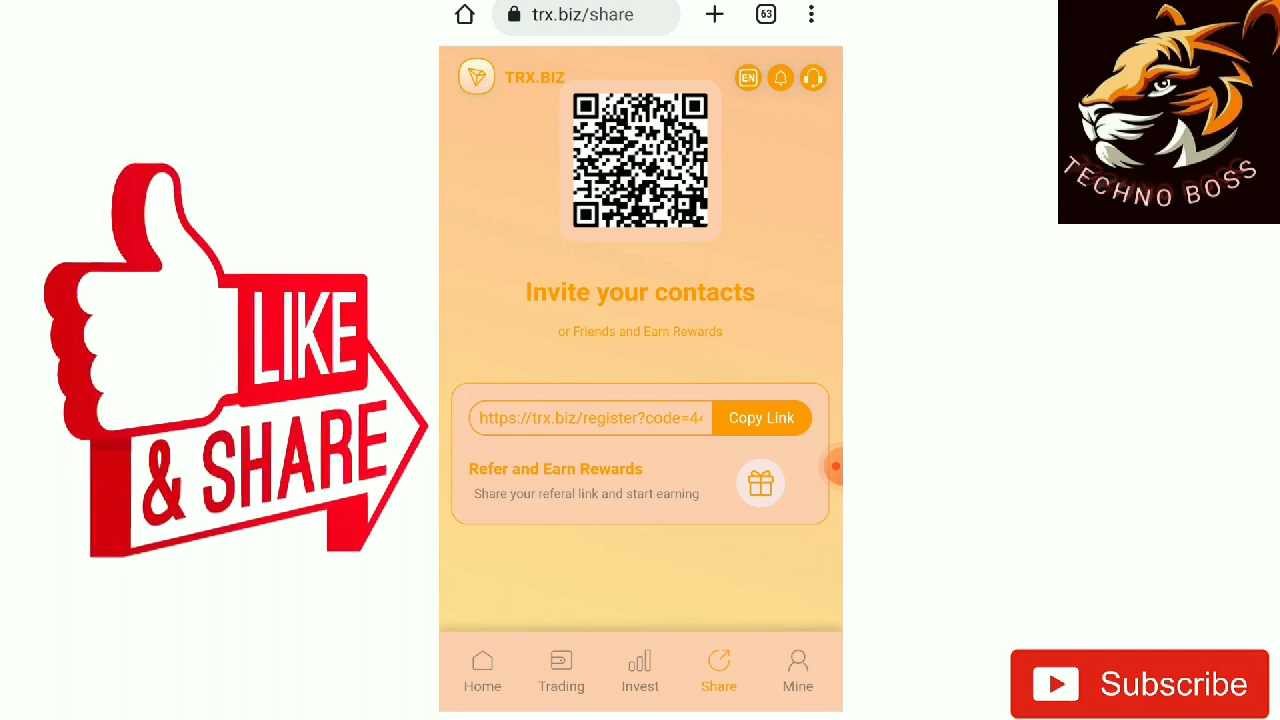 trx.biz/share
63
TRX.BIZ
EN
Invite your contacts
or Friends and Earn Rewards
https://trx.biz/register?code=44
Copy Link
Refer and Earn Rewards
Share your referal link and start earning
Home
Trading
Invest
Share
Mine
LIKE
& SHARE
TECHNO BOSS
Subscribe